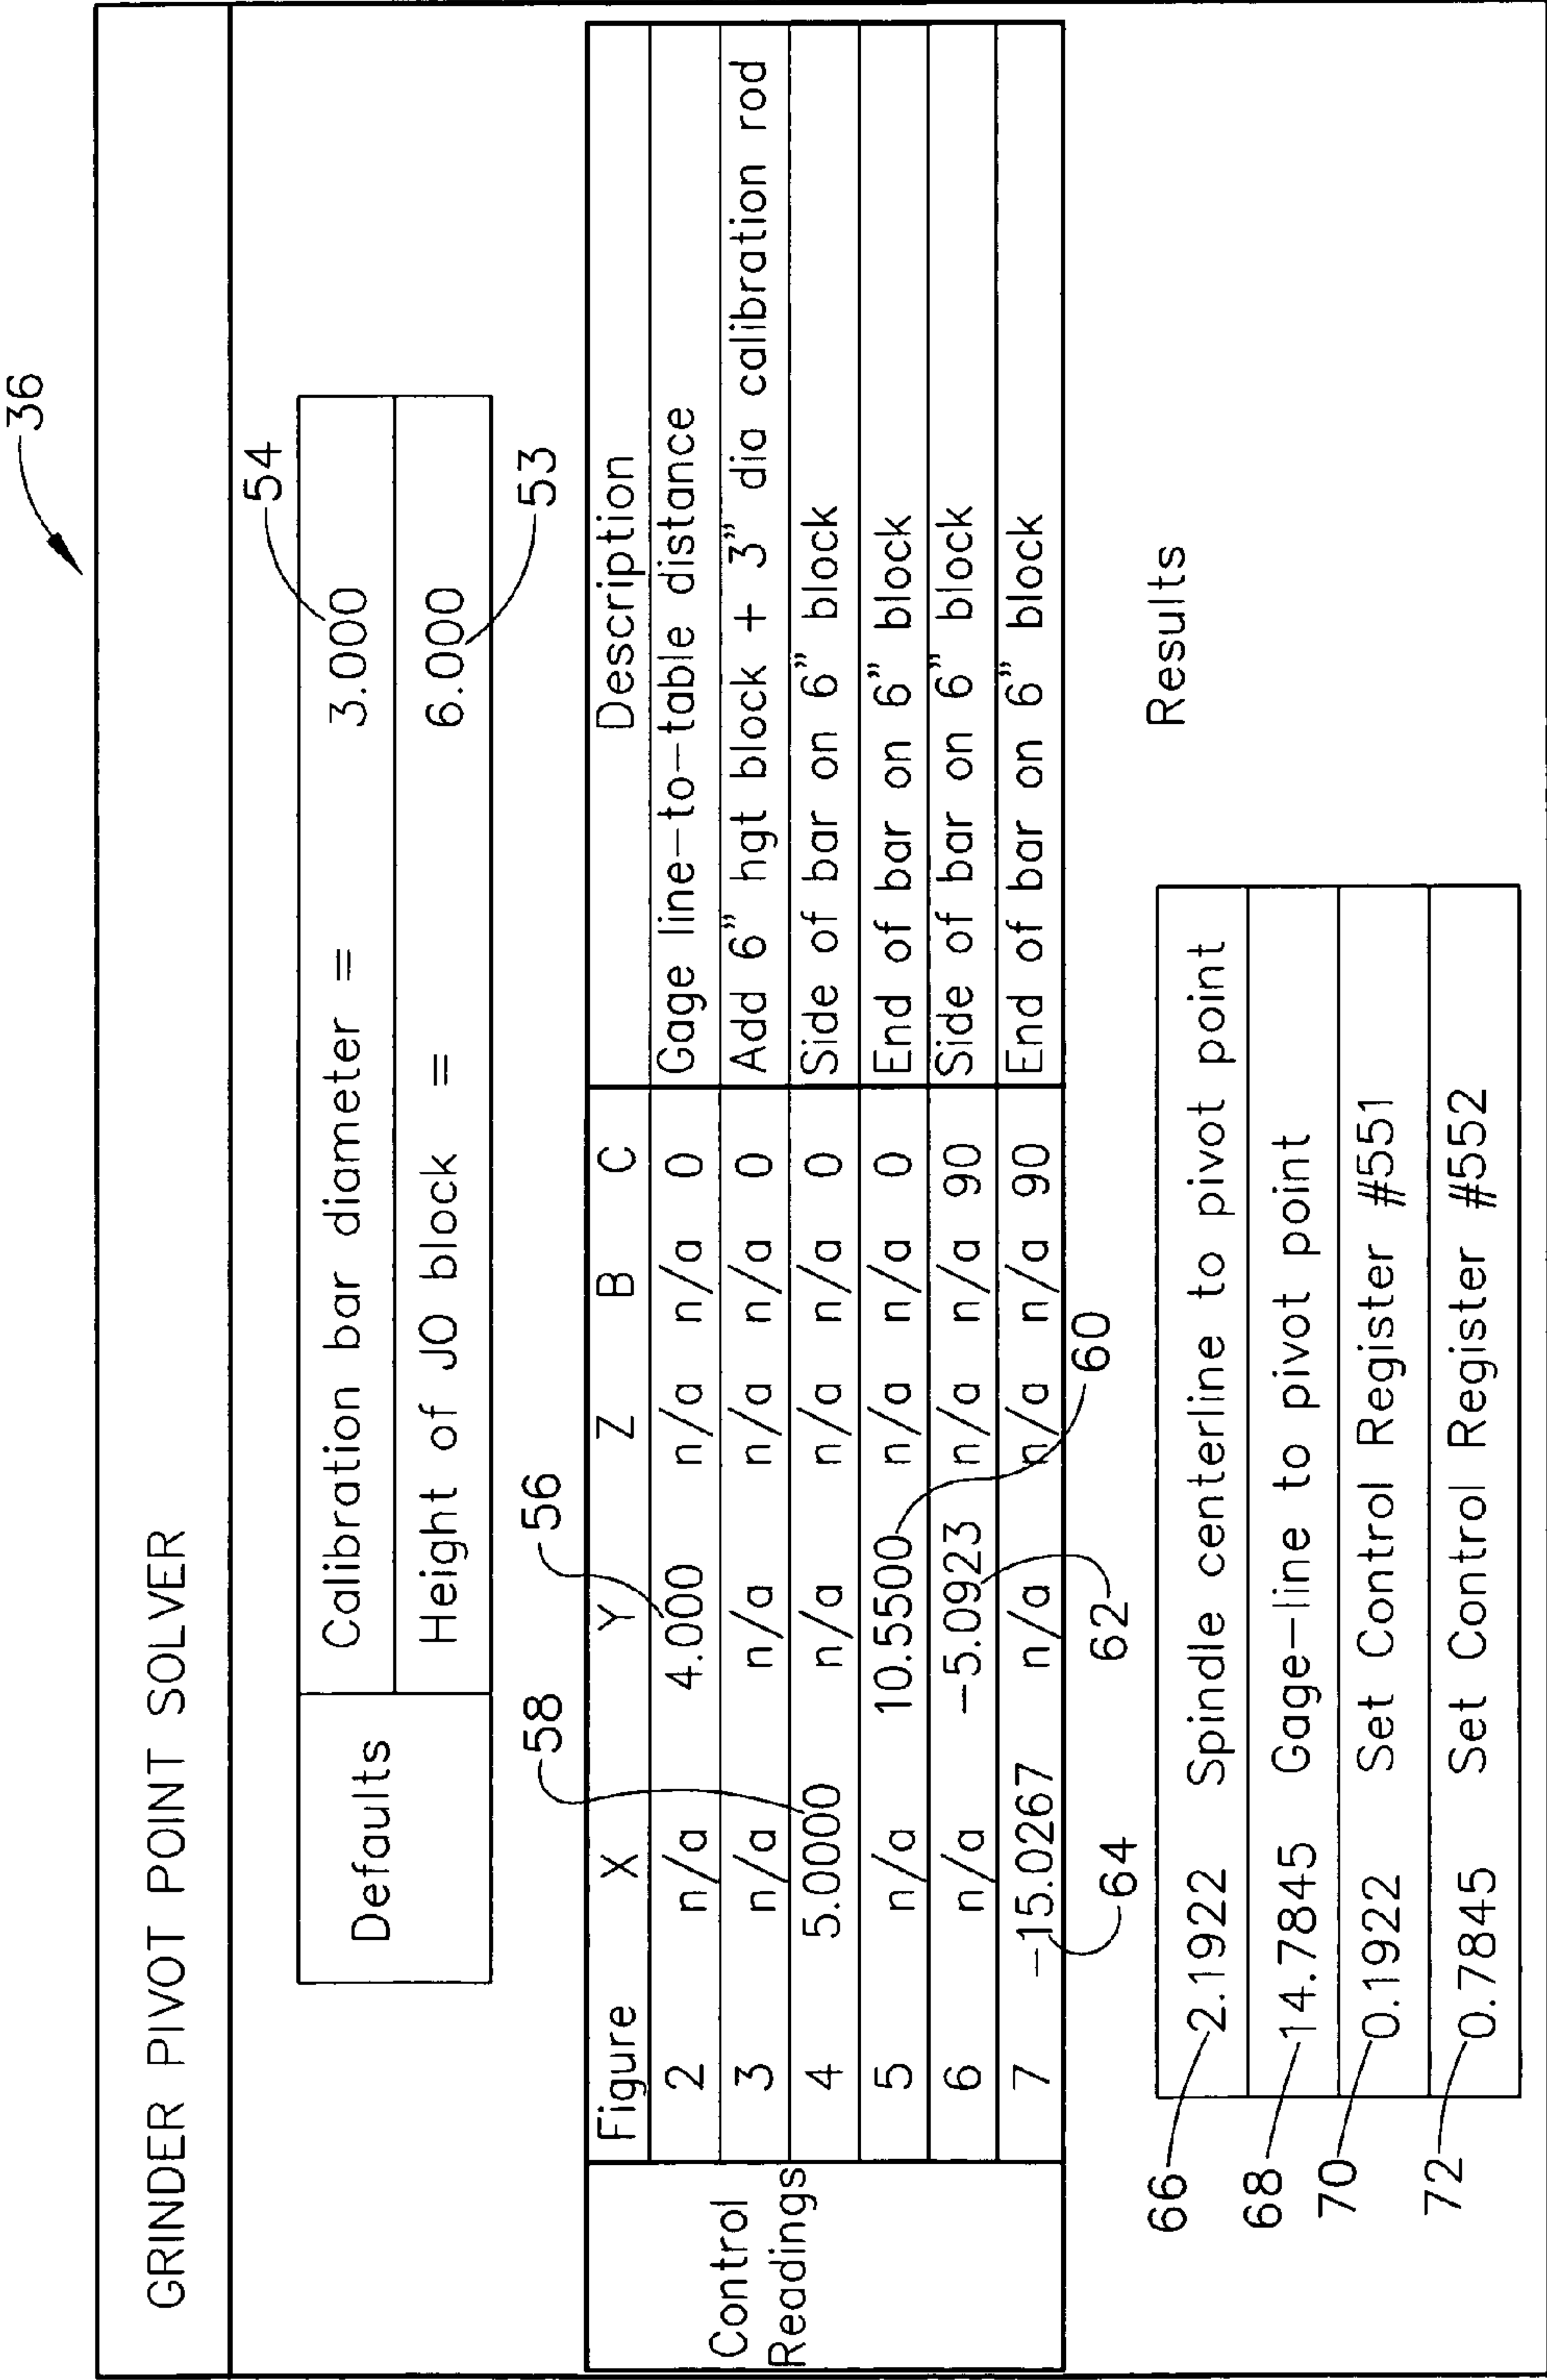 36
GRINDER PIVOT POINT SOLVER
Defaults
Calibration bar diameter = 3.000
54
Height of JO block = 6.000
53
58
56
Control
Readings
Figure X Y Z B C Description
2 n/a 4.000 n/a n/a 0 Gage line-to-table distance
3 n/a n/a n/a n/a 0 Add 6" hgt block + 3" dia calibration rod
4 5.0000 n/a n/a n/a 0 Side of bar on 6" block
5 n/a 10.5500 n/a n/a 0 End of bar on 6" block
6 n/a -5.0923 n/a n/a 90 Side of bar on 6" block
7 -15.0267 n/a n/a n/a 90 End of bar on 6" block
64
62
60
Results
66 2.1922 Spindle centerline to pivot point
68 14.7845 Gage-line to pivot point
70 0.1922 Set Control Register #551
72 0.7845 Set Control Register #552